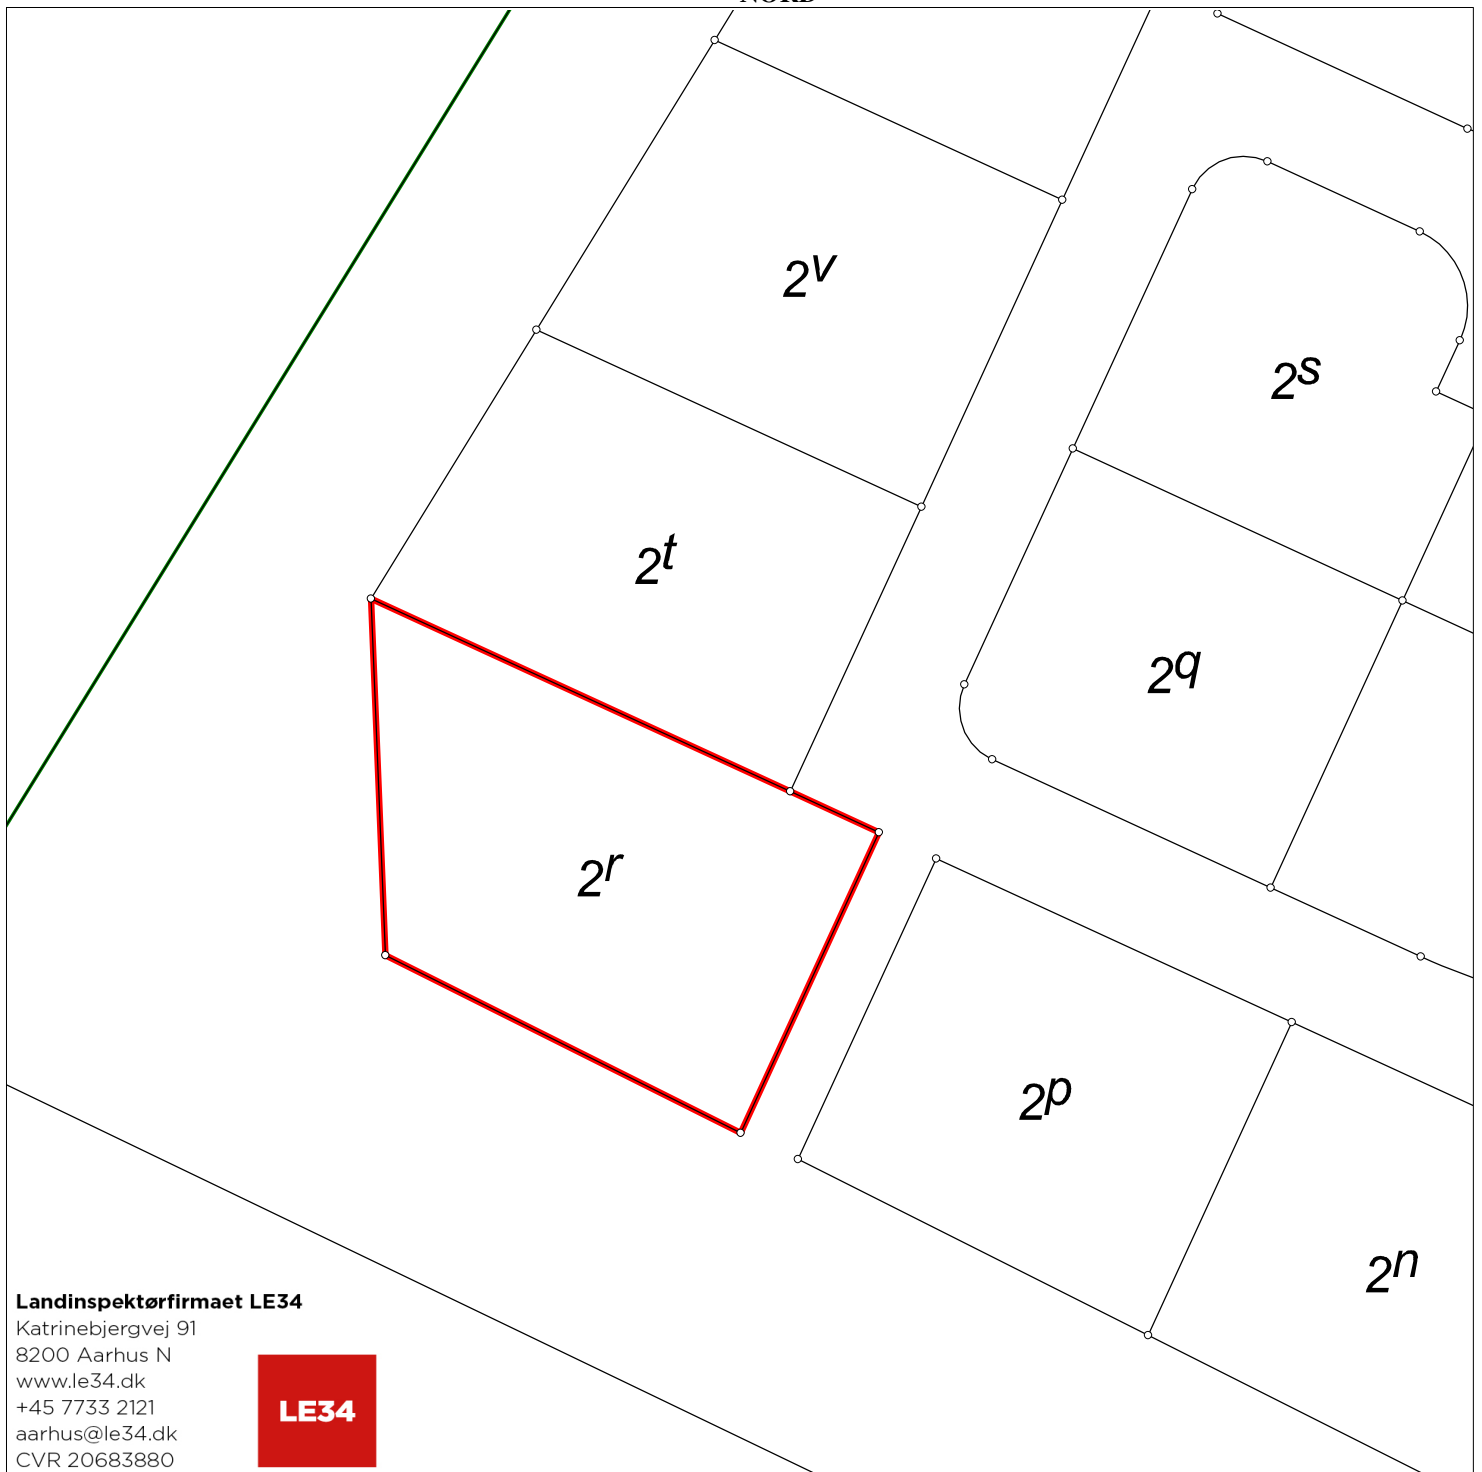 NORD
2v
2s
2t
2q
2r
2p
2n
Landinspektørfirmaet LE34
Katrinebjergvej 91
8200 Aarhus N
www.le34.dk
+45 7733 2121
aarhus@le34.dk
CVR 20683880
LE34